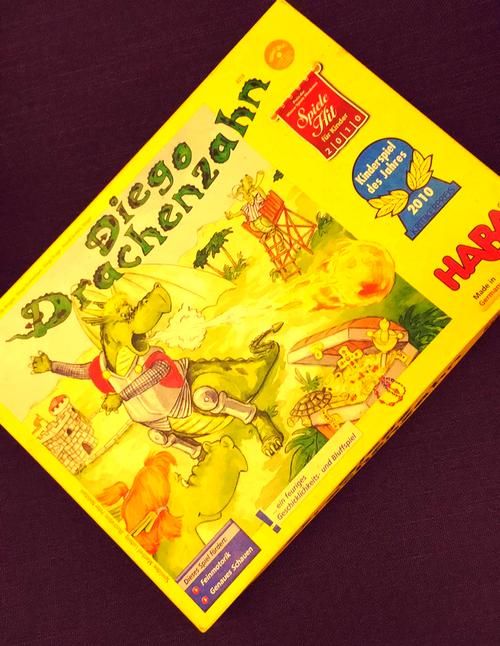 Diego
Drachenzahn
Spiele
Hit
für Kinder
2010
Kinderspiel
des Jahres
2010
HABA
Made in
Germany
! ... ein feuriges
Geschicklichkeits- und Bluffspiel
Dieses Spiel fördert:
Feinmotorik
Genaues Schauen